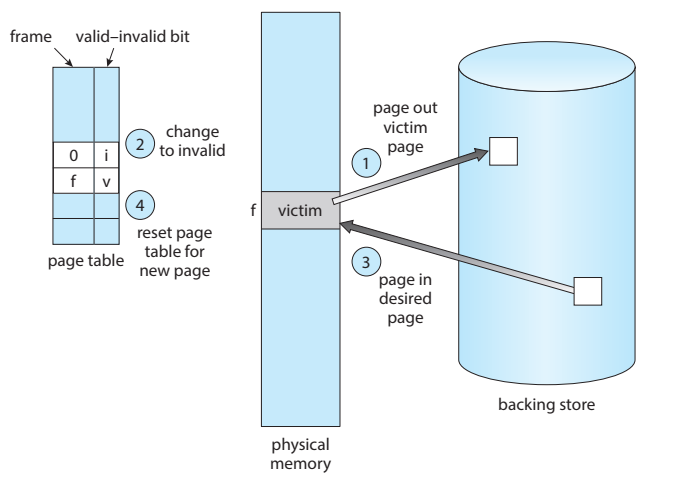 frame
valid–invalid bit
0
i
f
v
page table
2
change
to invalid
4
reset page
table for
new page
f
victim
physical
memory
1
page out
victim
page
3
page in
desired
page
backing store